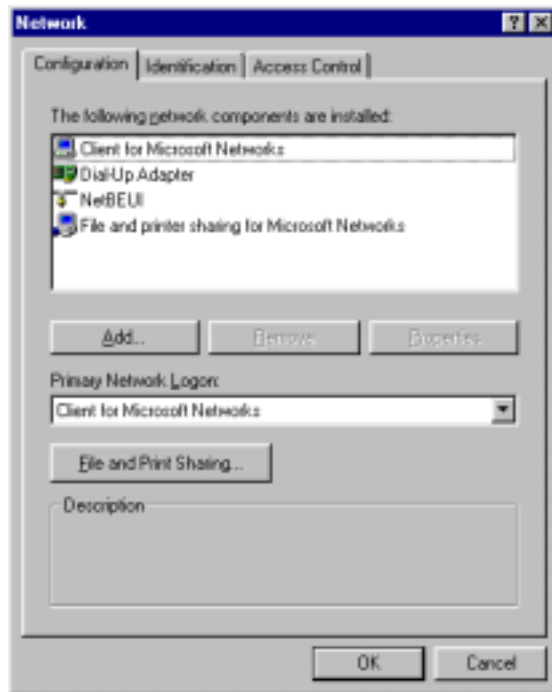 Network
Configuration Identification Access Control
The following network components are installed:
Client for Microsoft Networks
Dial-Up Adapter
NetBEUI
File and printer sharing for Microsoft Networks
Add... Remove Properties
Primary Network Logon:
Client for Microsoft Networks
File and Print Sharing...
Description
OK Cancel